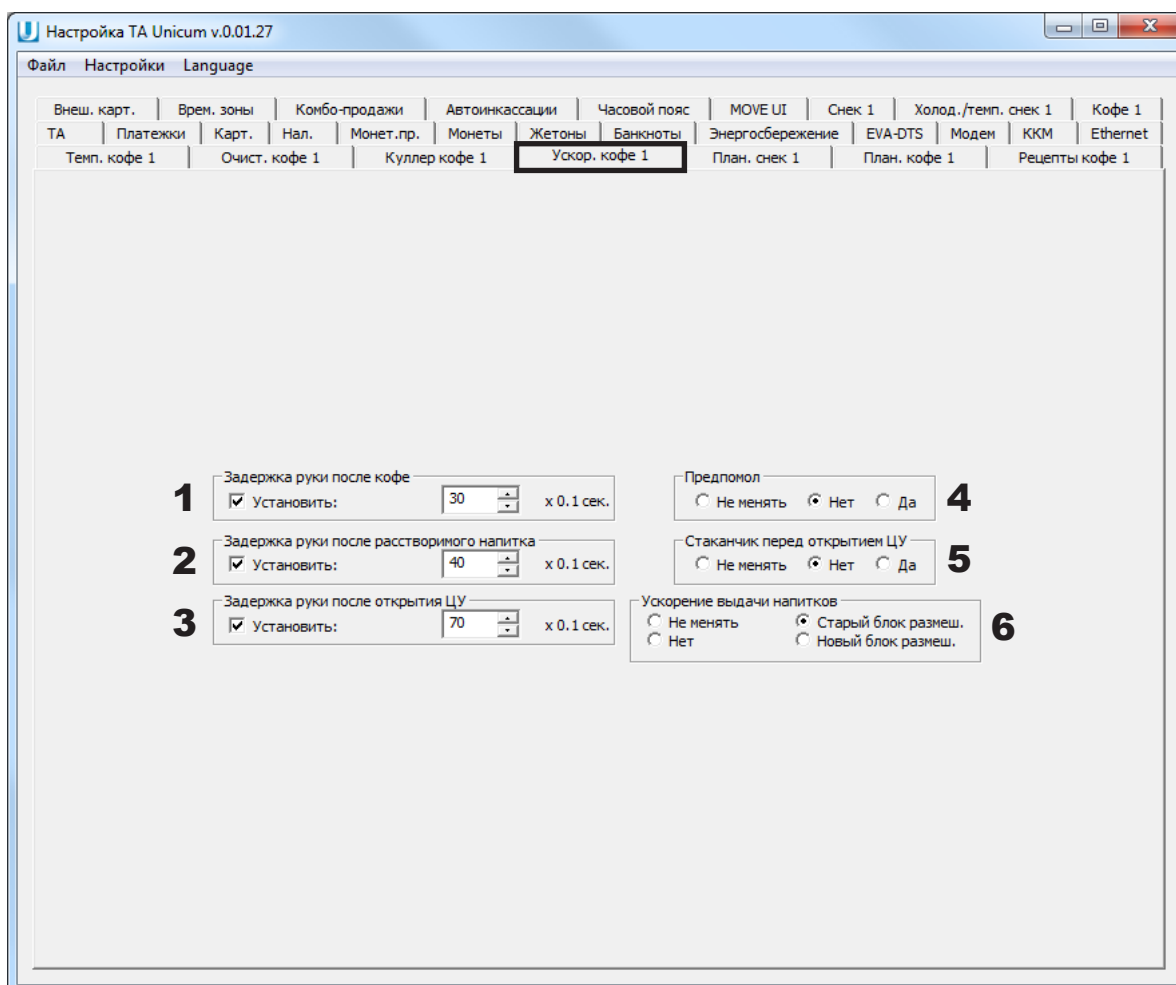 Настройка TA Unicum v.0.01.27
Файл Настройки Language
Внеш. карт. Врем. зоны Комбо-продажи Автоинкассации Часовой пояс MOVE UI Снек 1 Холод./темп. снек 1 Кофе 1
ТА Платежки Карт. Нал. Монет.пр. Монеты Жетоны Банкноты Энергосбережение EVA-DTS Модем ККМ Ethernet
Темп. кофе 1 Очист. кофе 1 Куллер кофе 1 Ускор. кофе 1 План. снек 1 План. кофе 1 Рецепты кофе 1
Задержка руки после кофе
1 Установить: 30 x 0.1 сек.
Задержка руки после расстворимого напитка
2 Установить: 40 x 0.1 сек.
Задержка руки после открытия ЦУ
3 Установить: 70 x 0.1 сек.
Предпомол
Не менять Нет Да 4
Стаканчик перед открытием ЦУ
Не менять Нет Да 5
Ускорение выдачи напитков
Не менять Старый блок размеш. 6
Нет Новый блок размеш.